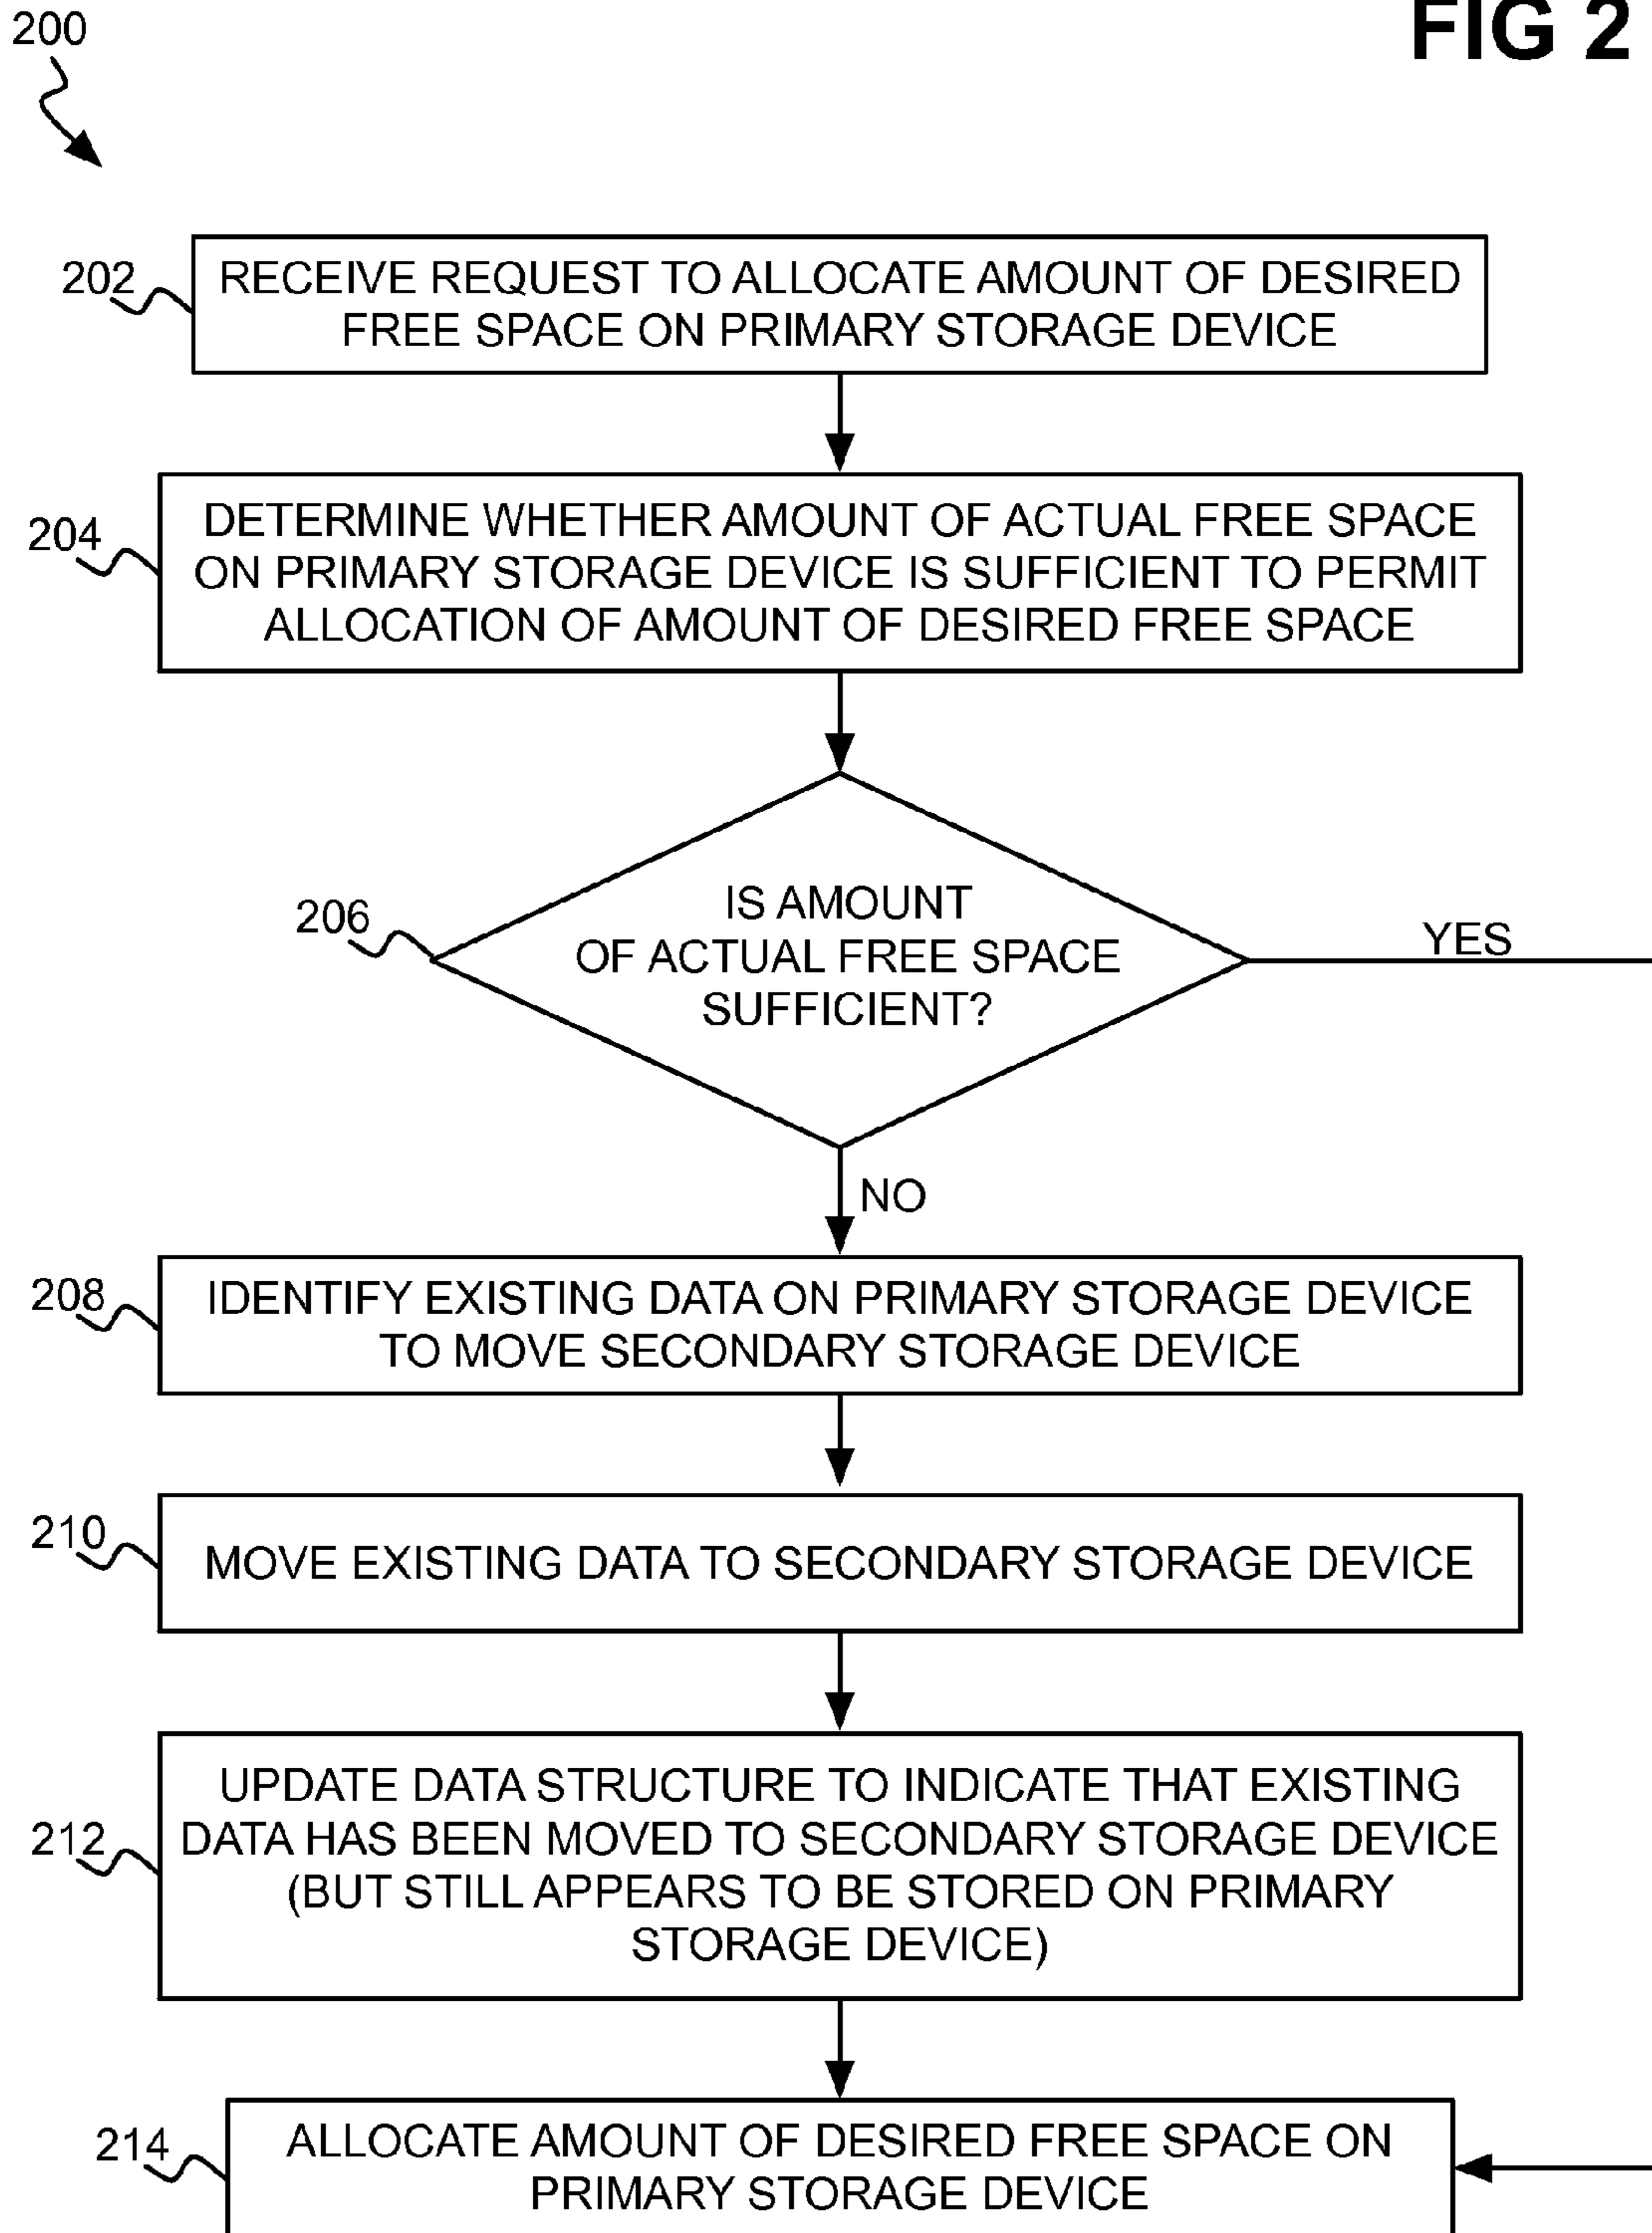 200
FIG 2
202
RECEIVE REQUEST TO ALLOCATE AMOUNT OF DESIRED
FREE SPACE ON PRIMARY STORAGE DEVICE
204
DETERMINE WHETHER AMOUNT OF ACTUAL FREE SPACE
ON PRIMARY STORAGE DEVICE IS SUFFICIENT TO PERMIT
ALLOCATION OF AMOUNT OF DESIRED FREE SPACE
206
IS AMOUNT
OF ACTUAL FREE SPACE
SUFFICIENT?
YES
NO
208
IDENTIFY EXISTING DATA ON PRIMARY STORAGE DEVICE
TO MOVE SECONDARY STORAGE DEVICE
210
MOVE EXISTING DATA TO SECONDARY STORAGE DEVICE
212
UPDATE DATA STRUCTURE TO INDICATE THAT EXISTING
DATA HAS BEEN MOVED TO SECONDARY STORAGE DEVICE
(BUT STILL APPEARS TO BE STORED ON PRIMARY
STORAGE DEVICE)
214
ALLOCATE AMOUNT OF DESIRED FREE SPACE ON
PRIMARY STORAGE DEVICE